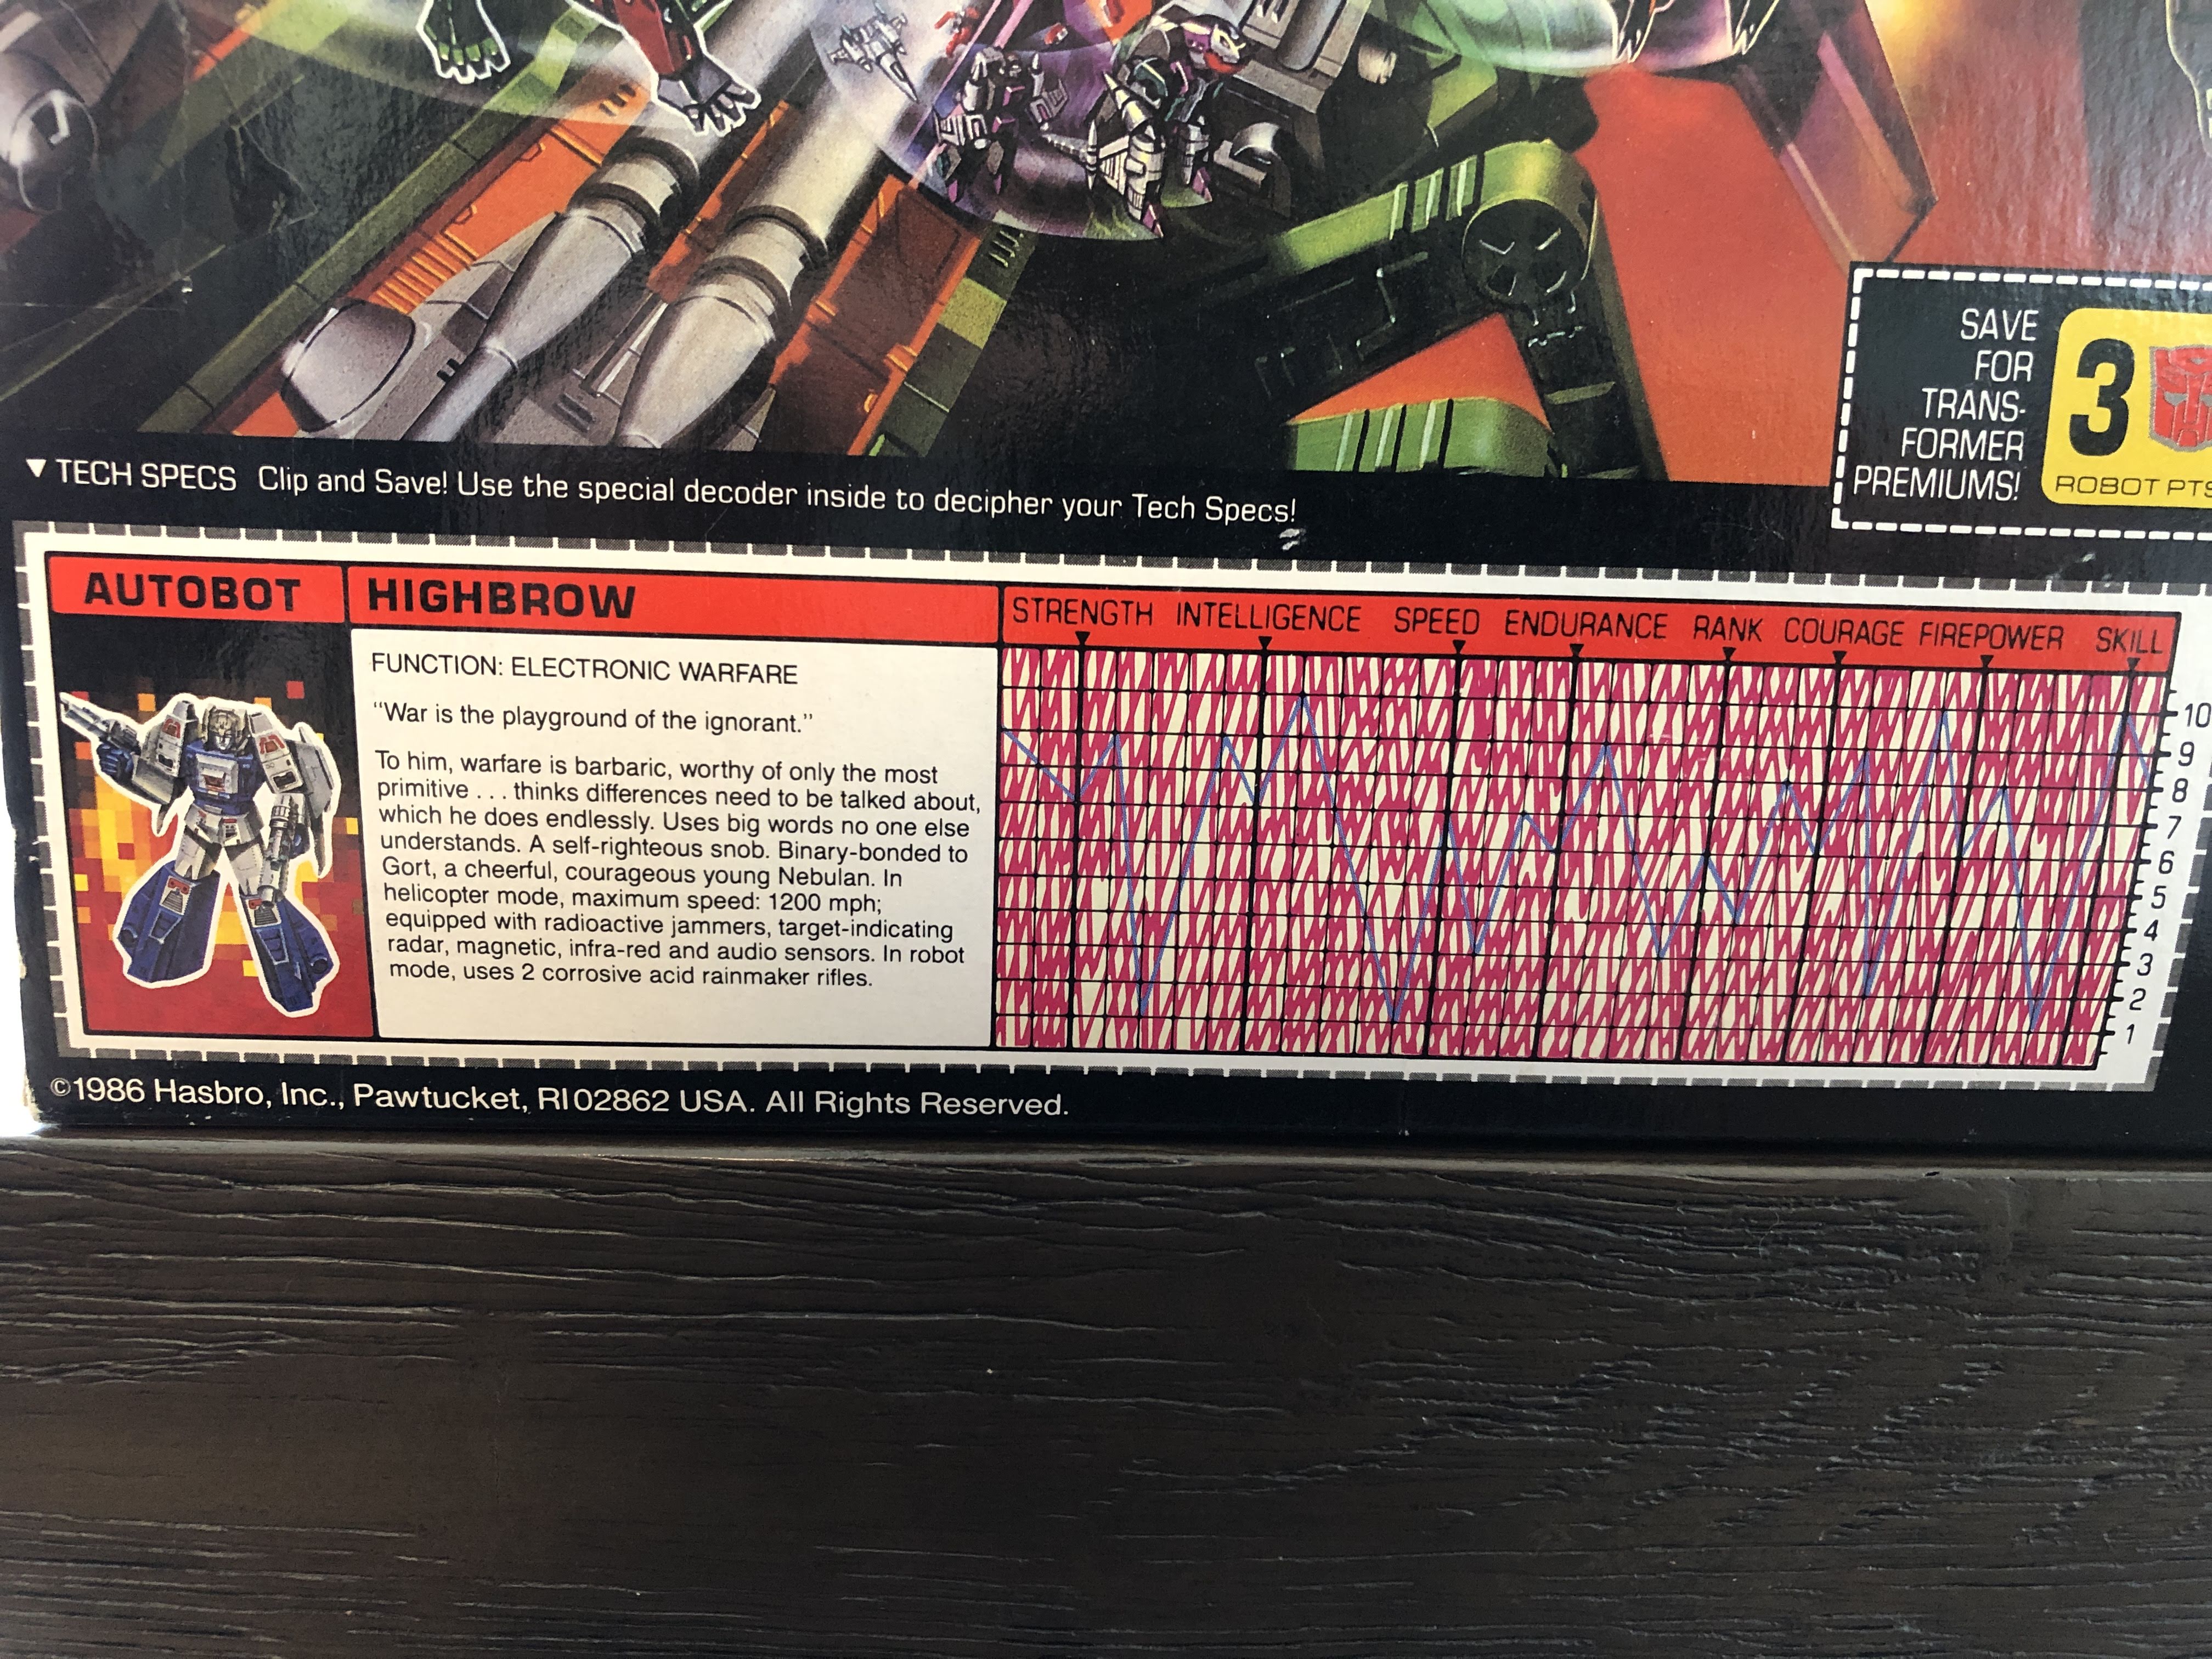 SAVE
FOR
TRANS-
FORMER
PREMIUMS!
3
ROBOT PTS
▼ TECH SPECS Clip and Save! Use the special decoder inside to decipher your Tech Specs!
AUTOBOT
HIGHBROW
STRENGTH INTELLIGENCE SPEED ENDURANCE RANK COURAGE FIREPOWER SKILL
FUNCTION: ELECTRONIC WARFARE
"War is the playground of the ignorant."
To him, warfare is barbaric, worthy of only the most
primitive . . . thinks differences need to be talked about,
which he does endlessly. Uses big words no one else
understands. A self-righteous snob. Binary-bonded to
Gort, a cheerful, courageous young Nebulan. In
helicopter mode, maximum speed: 1200 mph;
equipped with radioactive jammers, target-indicating
radar, magnetic, infra-red and audio sensors. In robot
mode, uses 2 corrosive acid rainmaker rifles.
10
9
8
7
6
5
4
3
2
1
©1986 Hasbro, Inc., Pawtucket, RI 02862 USA. All Rights Reserved.